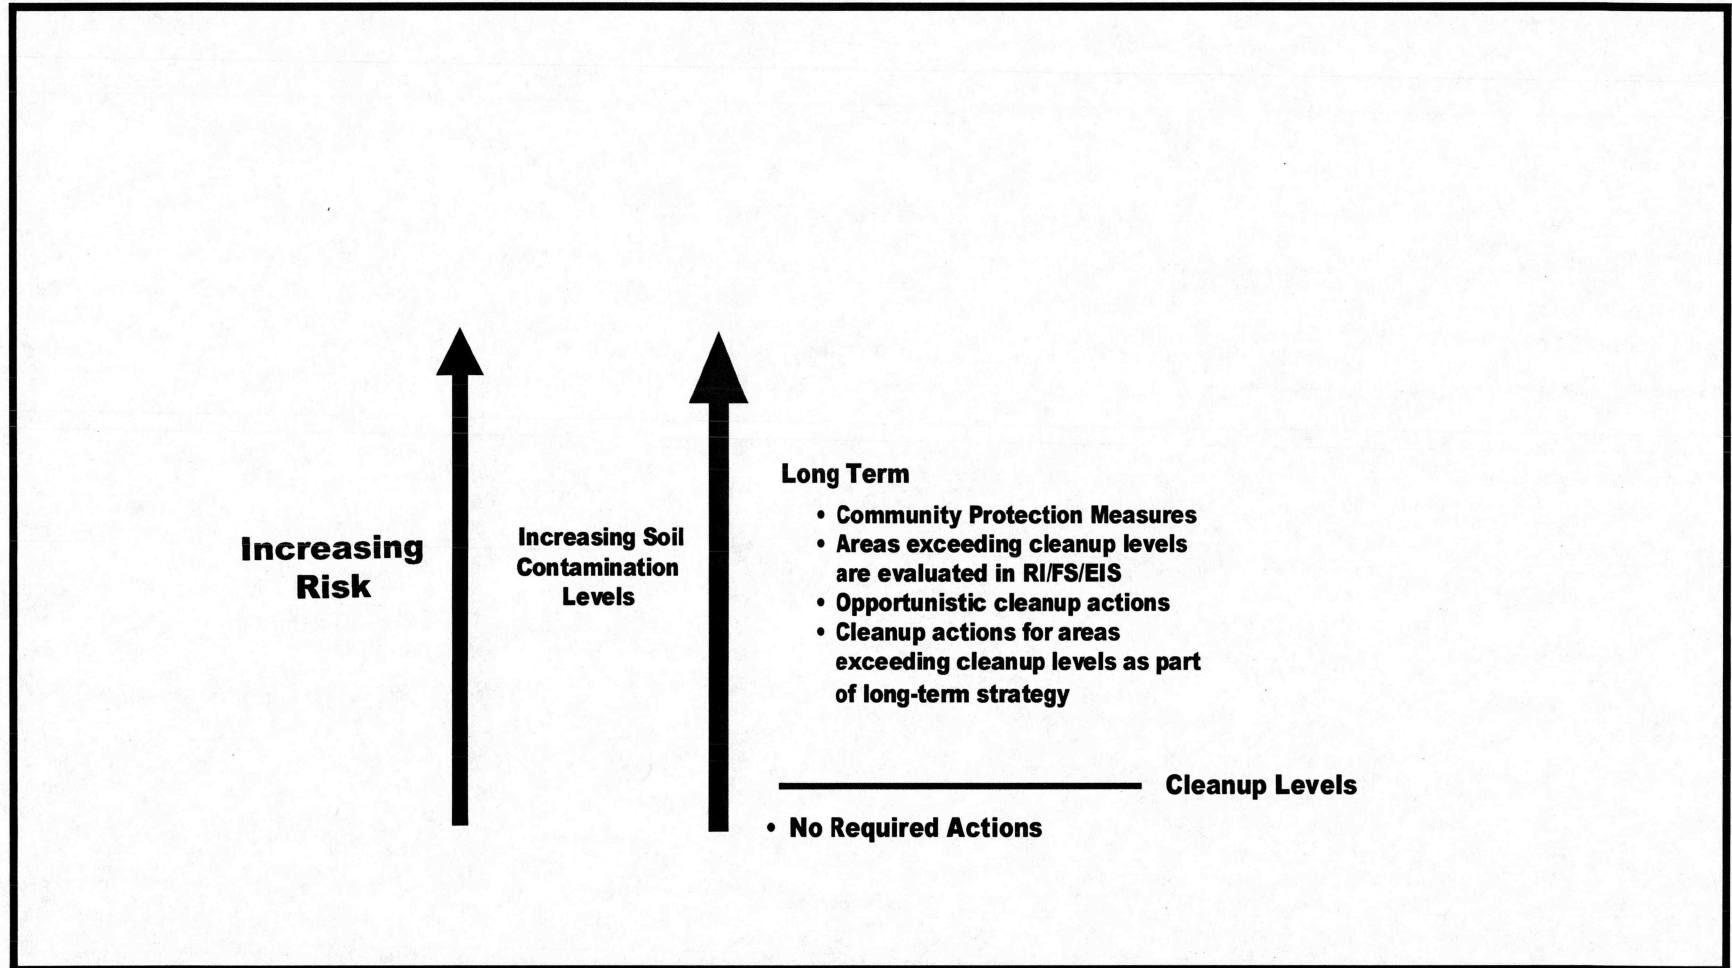 Increasing
Risk
Increasing Soil
Contamination
Levels
Long Term
• Community Protection Measures
• Areas exceeding cleanup levels
are evaluated in RI/FS/EIS
• Opportunistic cleanup actions
• Cleanup actions for areas
exceeding cleanup levels as part
of long-term strategy
Cleanup Levels
• No Required Actions